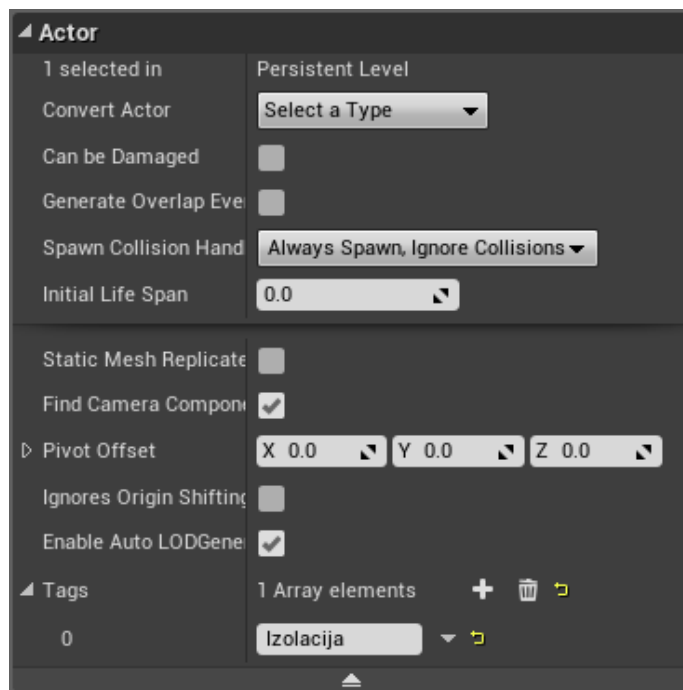 Actor
1 selected in Persistent Level
Convert Actor Select a Type
Can be Damaged
Generate Overlap Eve
Spawn Collision Hand Always Spawn, Ignore Collisions
Initial Life Span 0.0
Static Mesh Replicate
Find Camera Compone
Pivot Offset X 0.0 Y 0.0 Z 0.0
Ignores Origin Shifting
Enable Auto LODGene
Tags 1 Array elements
0 Izolacija